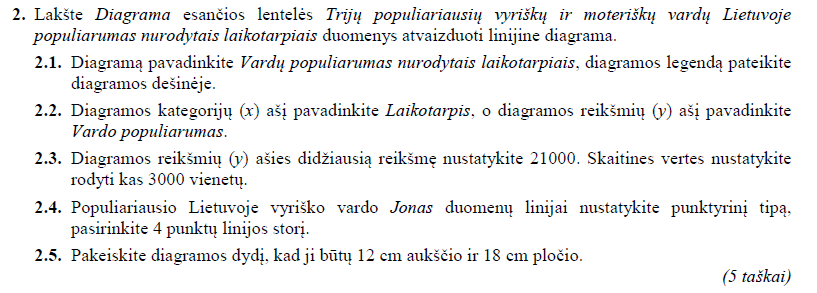 2. Lakšte Diagrama esančios lentelės Trijų populiariausių vyriškų ir moteriškų vardų Lietuvoje
populiarumas nurodytais laikotarpiais duomenys atvaizduoti linijine diagrama.
2.1. Diagramą pavadinkite Vardų populiarumas nurodytais laikotarpiais, diagramos legendą pateikite
diagramos dešinėje.
2.2. Diagramos kategorijų (x) ašį pavadinkite Laikotarpis, o diagramos reikšmių (y) ašį pavadinkite
Vardo populiarumas.
2.3. Diagramos reikšmių (y) ašies didžiausią reikšmę nustatykite 21000. Skaitines vertes nustatykite
rodyti kas 3000 vienetų.
2.4. Populiariausio Lietuvoje vyriško vardo Jonas duomenų linijai nustatykite punktyrinį tipą,
pasirinkite 4 punktų linijos storį.
2.5. Pakeiskite diagramos dydį, kad ji būtų 12 cm aukščio ir 18 cm pločio.
(5 taškai)